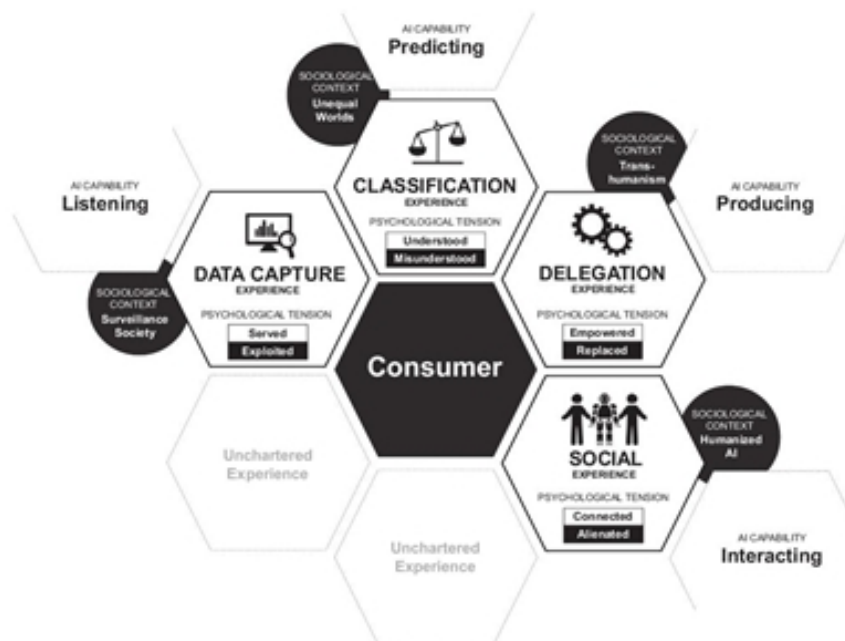 AI CAPABILITY
Predicting
SOCIOLOGICAL
CONTEXT
Unequal
Worlds
CLASSIFICATION
EXPERIENCE
PSYCHOLOGICAL TENSION
Understood
Misunderstood
SOCIOLOGICAL
CONTEXT
Trans-
humanism
AI CAPABILITY
Producing
DELEGATION
EXPERIENCE
PSYCHOLOGICAL TENSION
Empowered
Replaced
AI CAPABILITY
Listening
SOCIOLOGICAL
CONTEXT
Surveillance
Society
DATA CAPTURE
EXPERIENCE
PSYCHOLOGICAL TENSION
Served
Exploited
Consumer
SOCIOLOGICAL
CONTEXT
Humanized
AI
SOCIAL
EXPERIENCE
PSYCHOLOGICAL TENSION
Connected
Alienated
AI CAPABILITY
Interacting
Unchartered
Experience
Unchartered
Experience